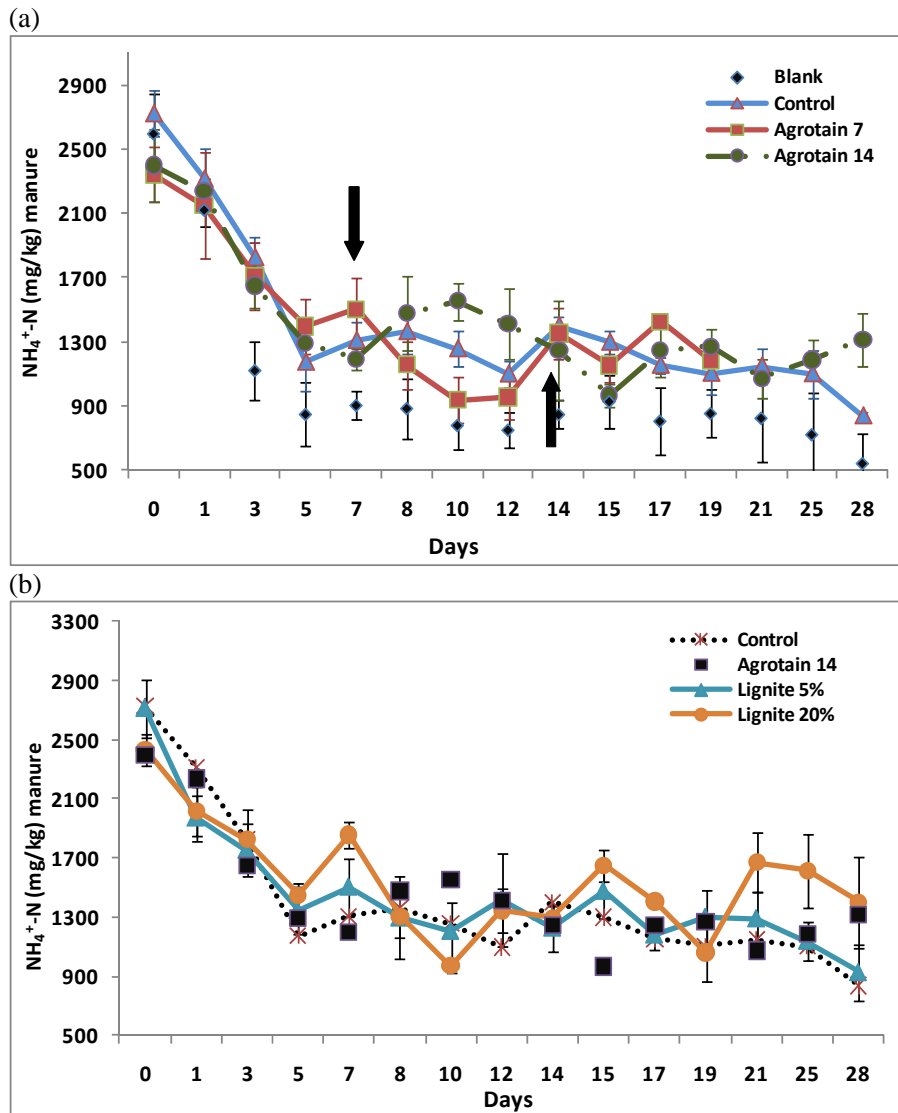 (a)
2900
2500
2100
1700
1300
900
500
NH₄⁺-N (mg/kg) manure
Blank
Control
Agrotain 7
Agrotain 14
0 1 3 5 7 8 10 12 14 15 17 19 21 25 28
Days
(b)
3300
2900
2500
2100
1700
1300
900
500
NH₄⁺-N (mg/kg) manure
Control
Agrotain 14
Lignite 5%
Lignite 20%
0 1 3 5 7 8 10 12 14 15 17 19 21 25 28
Days